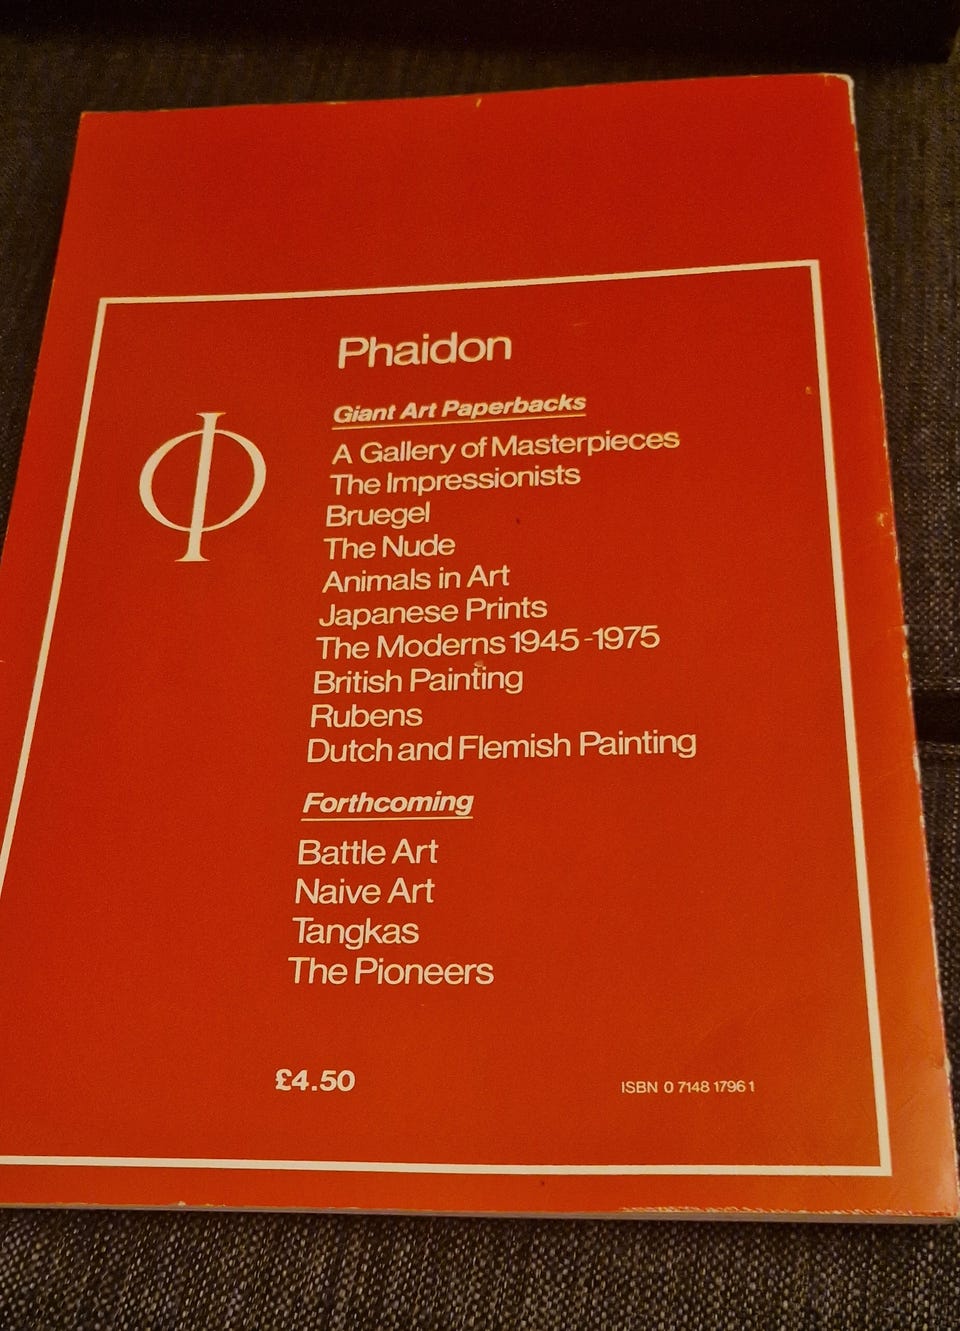 Phaidon
Giant Art Paperbacks
A Gallery of Masterpieces
The Impressionists
Bruegel
The Nude
Animals in Art
Japanese Prints
The Moderns 1945-1975
British Painting
Rubens
Dutch and Flemish Painting
Forthcoming
Battle Art
Naive Art
Tangkas
The Pioneers
£4.50
ISBN 0 7148 1796 1